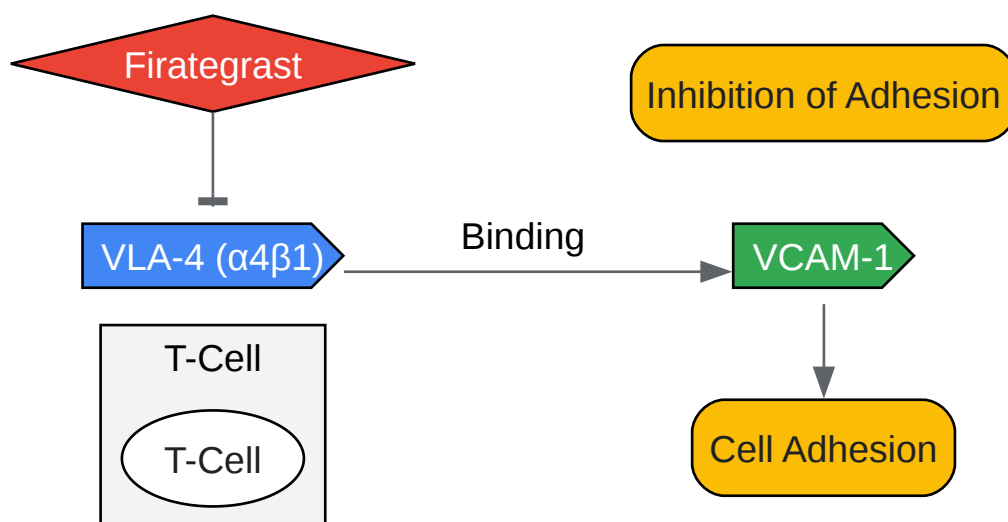 Firategrast
Inhibition of Adhesion
VLA-4 (α4β1)
Binding
VCAM-1
T-Cell
T-Cell
Cell Adhesion